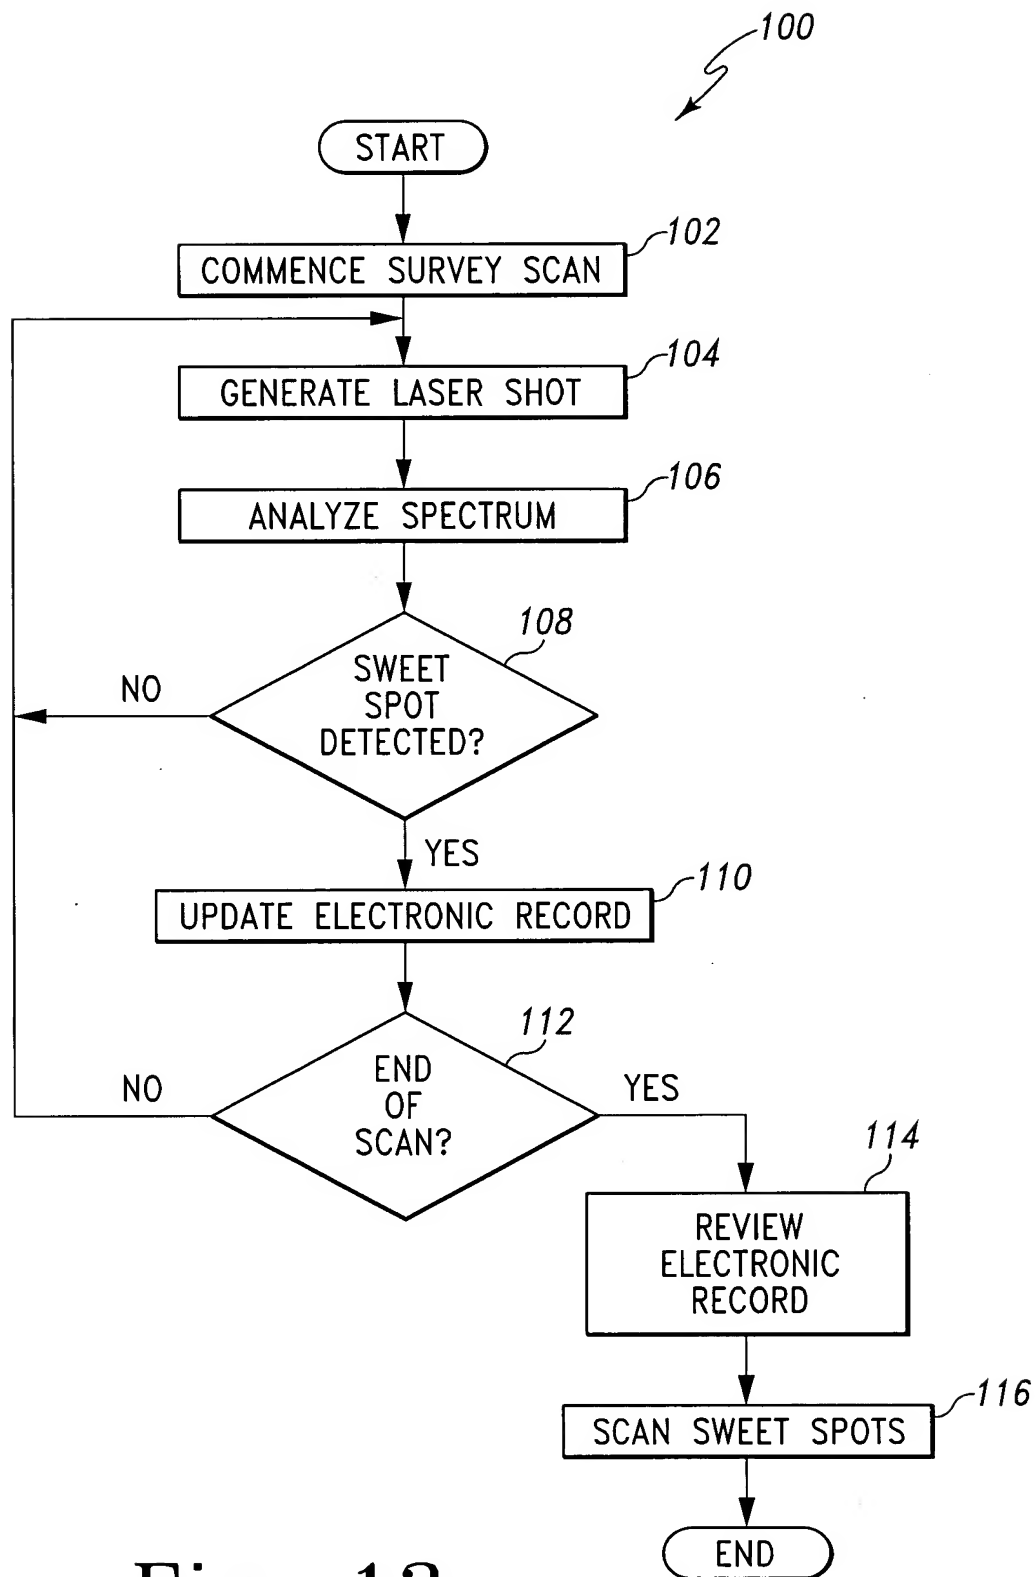 100
START
102
COMMENCE SURVEY SCAN
104
GENERATE LASER SHOT
106
ANALYZE SPECTRUM
108
SWEET
SPOT
DETECTED?
NO
YES
110
UPDATE ELECTRONIC RECORD
112
END
OF
SCAN?
NO
YES
114
REVIEW
ELECTRONIC
RECORD
116
SCAN SWEET SPOTS
END